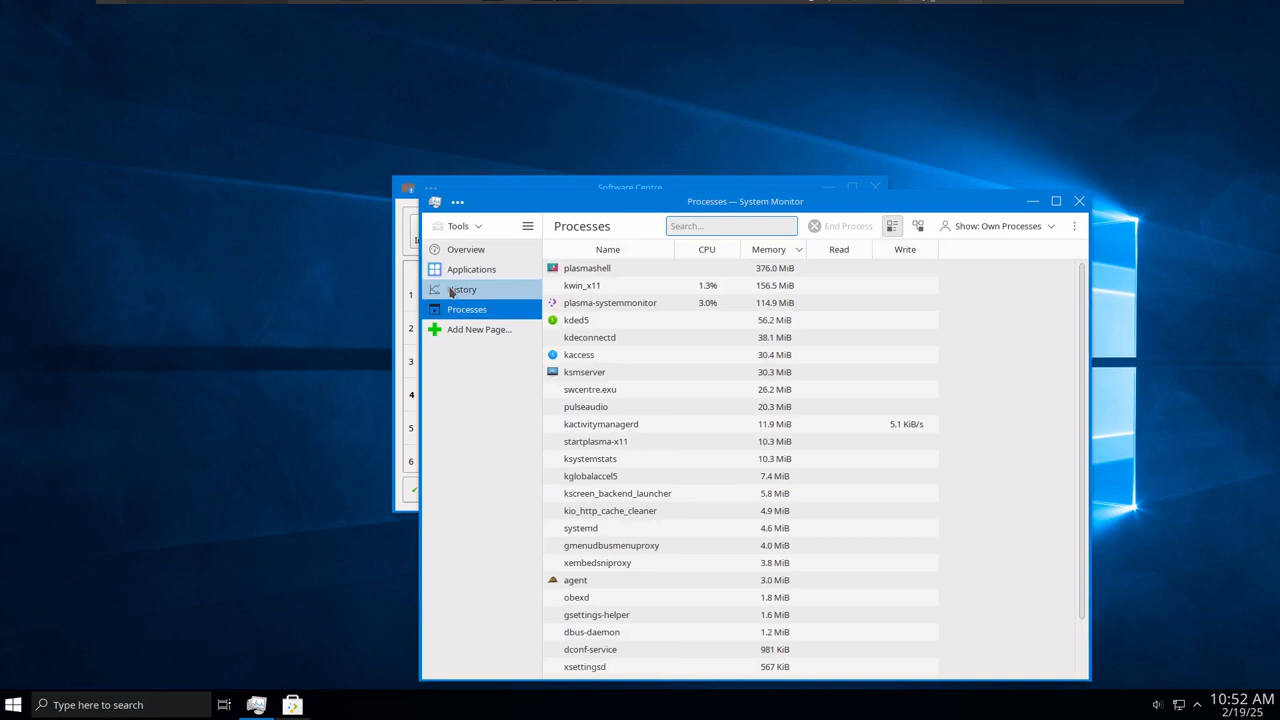 Software Centre
Processes — System Monitor
Tools
Processes
Search...
End Process
Show: Own Processes
Overview
Applications
History
Processes
Add New Page...
Name CPU Memory Read Write
plasmashell 376.0 MiB
kwin_x11 1.3% 156.5 MiB
plasma-systemmonitor 3.0% 114.9 MiB
kded5 56.2 MiB
kdeconnectd 38.1 MiB
kaccess 30.4 MiB
ksmserver 30.3 MiB
swcentre.exu 26.2 MiB
pulseaudio 20.3 MiB
kactivitymanagerd 11.9 MiB 5.1 KiB/s
startplasma-x11 10.3 MiB
ksystemstats 10.3 MiB
kglobalaccel5 7.4 MiB
kscreen_backend_launcher 5.8 MiB
kio_http_cache_cleaner 4.9 MiB
systemd 4.6 MiB
gmenudbusmenuproxy 4.0 MiB
xembedsniproxy 3.8 MiB
agent 3.0 MiB
obexd 1.8 MiB
gsettings-helper 1.6 MiB
dbus-daemon 1.2 MiB
dconf-service 981 KiB
xsettingsd 567 KiB
1
2
3
4
5
6
Type here to search
10:52 AM
2/19/25